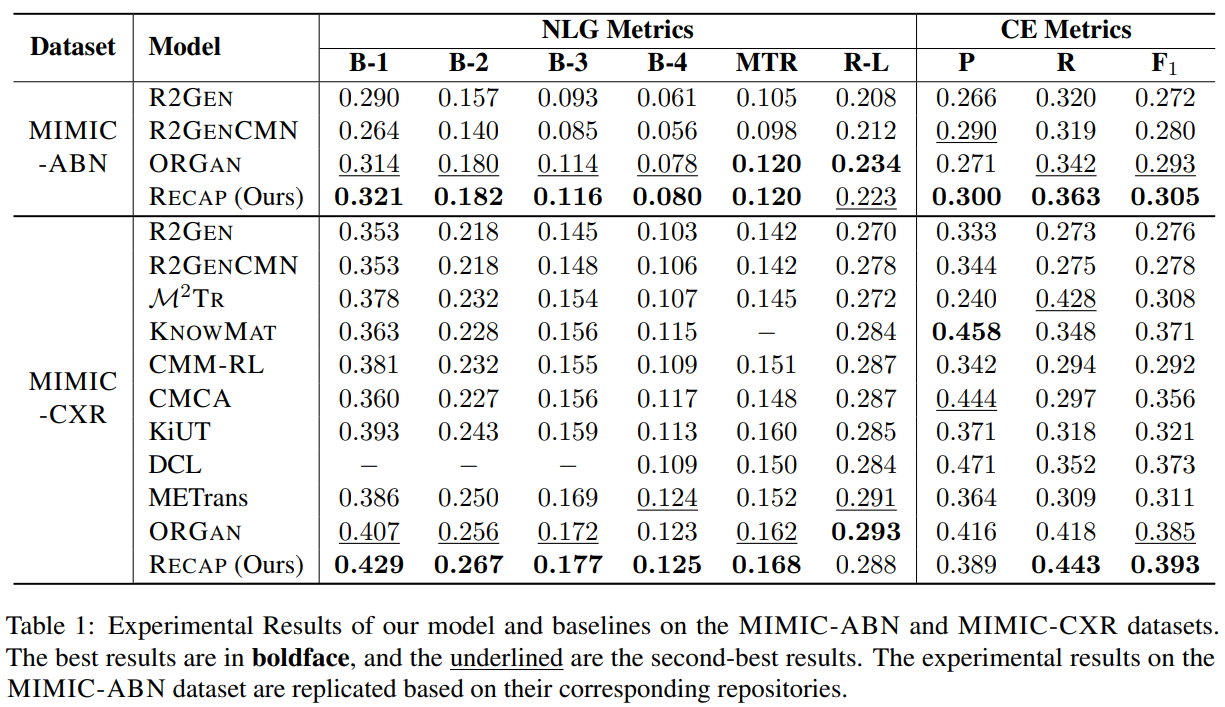 Dataset Model NLG Metrics CE Metrics
B-1 B-2 B-3 B-4 MTR R-L P R F₁
MIMIC-ABN R2GEN 0.290 0.157 0.093 0.061 0.105 0.208 0.266 0.320 0.272
R2GENCMN 0.264 0.140 0.085 0.056 0.098 0.212 0.290 0.319 0.280
ORGAN 0.314 0.180 0.114 0.078 0.120 0.234 0.271 0.342 0.293
RECAP (Ours) 0.321 0.182 0.116 0.080 0.120 0.223 0.300 0.363 0.305
MIMIC-CXR R2GEN 0.353 0.218 0.145 0.103 0.142 0.270 0.333 0.273 0.276
R2GENCMN 0.353 0.218 0.148 0.106 0.142 0.278 0.344 0.275 0.278
M²TR 0.378 0.232 0.154 0.107 0.145 0.272 0.240 0.428 0.308
KNOWMAT 0.363 0.228 0.156 0.115 − 0.284 0.458 0.348 0.371
CMM-RL 0.381 0.232 0.155 0.109 0.151 0.287 0.342 0.294 0.292
CMCA 0.360 0.227 0.156 0.117 0.148 0.287 0.444 0.297 0.356
KiUT 0.393 0.243 0.159 0.113 0.160 0.285 0.371 0.318 0.321
DCL − − − 0.109 0.150 0.284 0.471 0.352 0.373
METrans 0.386 0.250 0.169 0.124 0.152 0.291 0.364 0.309 0.311
ORGAN 0.407 0.256 0.172 0.123 0.162 0.293 0.416 0.418 0.385
RECAP (Ours) 0.429 0.267 0.177 0.125 0.168 0.288 0.389 0.443 0.393
Table 1: Experimental Results of our model and baselines on the MIMIC-ABN and MIMIC-CXR datasets.
The best results are in boldface, and the underlined are the second-best results. The experimental results on the
MIMIC-ABN dataset are replicated based on their corresponding repositories.